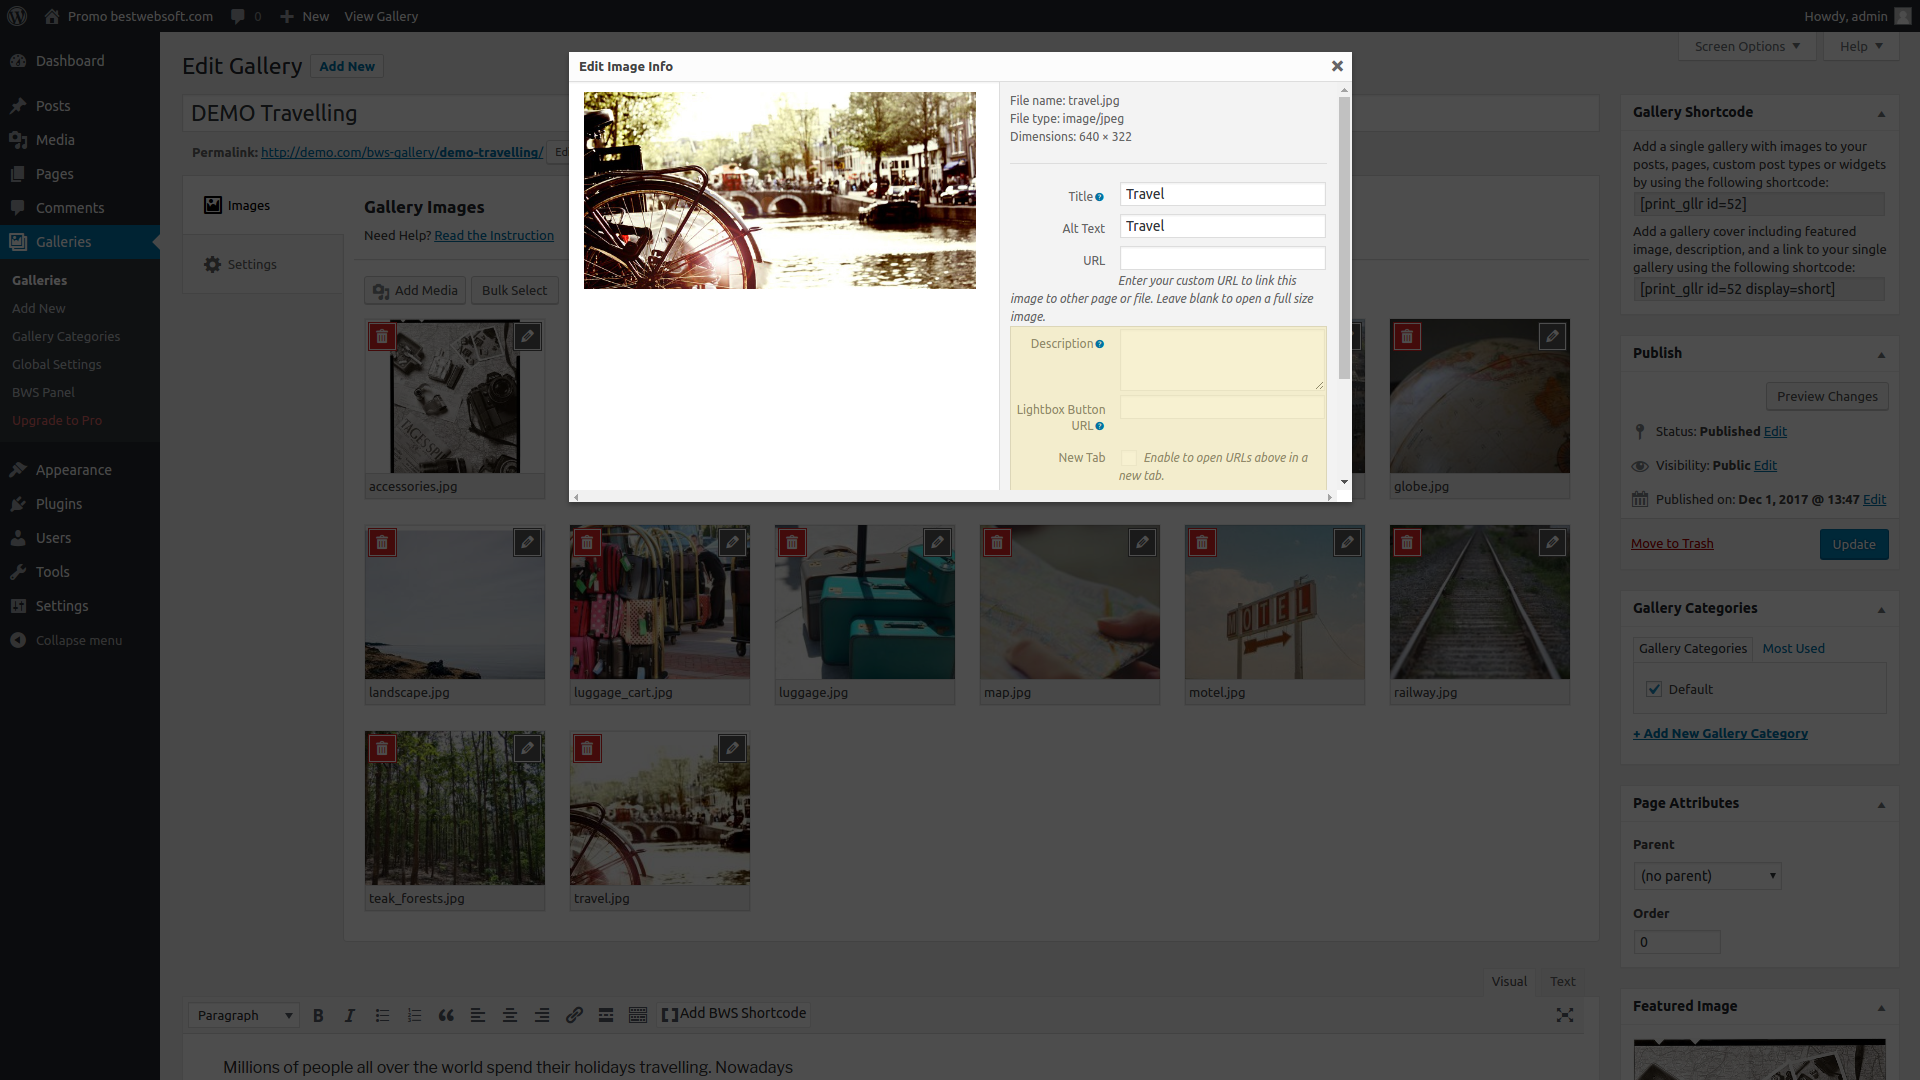 Promo bestwebsoft.com
0
New
View Gallery
Howdy, admin
Dashboard
Posts
Media
Pages
Comments
Galleries
Galleries
Add New
Gallery Categories
Global Settings
BWS Panel
Upgrade to Pro
Appearance
Plugins
Users
Tools
Settings
Collapse menu
Edit Gallery
Add New
Screen Options
Help
DEMO Travelling
Permalink: http://demo.com/bws-gallery/demo-travelling/
Ed
Images
Settings
Gallery Images
Need Help? Read the Instruction
Add Media
Bulk Select
Edit Image Info
File name: travel.jpg
File type: image/jpeg
Dimensions: 640 × 322
Title
Travel
Alt Text
Travel
URL
Enter your custom URL to link this
image to other page or file. Leave blank to open a full size
image.
Description
Lightbox Button
URL
New Tab
Enable to open URLs above in a
new tab.
TAGESSPI
accessories.jpg
globe.jpg
landscape.jpg
luggage_cart.jpg
luggage.jpg
map.jpg
MOTEL
motel.jpg
railway.jpg
teak_forests.jpg
travel.jpg
Visual
Text
Paragraph
B
I
Add BWS Shortcode
Millions of people all over the world spend their holidays travelling. Nowadays
Gallery Shortcode
Add a single gallery with images to your
posts, pages, custom post types or widgets
by using the following shortcode:
[print_gllr id=52]
Add a gallery cover including featured
image, description, and a link to your single
gallery using the following shortcode:
[print_gllr id=52 display=short]
Publish
Preview Changes
Status: Published Edit
Visibility: Public Edit
Published on: Dec 1, 2017 @ 13:47 Edit
Move to Trash
Update
Gallery Categories
Gallery Categories
Most Used
Default
+ Add New Gallery Category
Page Attributes
Parent
(no parent)
Order
0
Featured Image